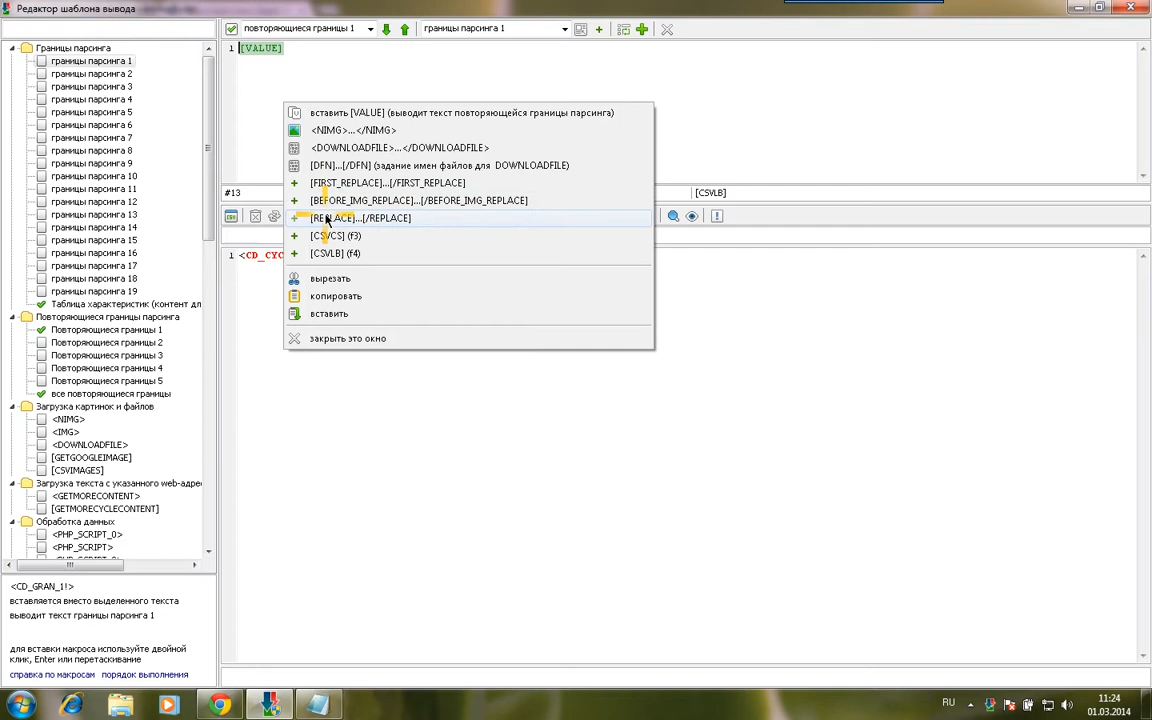 Редактор шаблона вывода
повторяющиеся границы 1
границы парсинга 1
Границы парсинга
границы парсинга 1
границы парсинга 2
границы парсинга 3
границы парсинга 4
границы парсинга 5
границы парсинга 6
границы парсинга 7
границы парсинга 8
границы парсинга 9
границы парсинга 10
границы парсинга 11
границы парсинга 12
границы парсинга 13
границы парсинга 14
границы парсинга 15
границы парсинга 16
границы парсинга 17
границы парсинга 18
границы парсинга 19
Таблица характеристик (контент дл
Повторяющиеся границы парсинга
Повторяющиеся границы 1
Повторяющиеся границы 2
Повторяющиеся границы 3
Повторяющиеся границы 4
Повторяющиеся границы 5
все повторяющиеся границы
Загрузка картинок и файлов
<NIMG>
<IMG>
<DOWNLOADFILE>
[GETGOOGLEIMAGE]
[CSVIMAGES]
Загрузка текста с указанного web-адре
<GETMORECONTENT>
[GETMORECYCLECONTENT]
Обработка данных
<PHP_SCRIPT_0>
<PHP_SCRIPT>
<CD_GRAN_1!>
вставляется вместо выделенного текста
выводит текст границы парсинга 1
для вставки макроса используйте двойной
клик, Enter или перетаскивание
справка по макросам порядок выполнения
1 [VALUE]
вставить [VALUE] (выводит текст повторяющейся границы парсинга)
<NIMG>...</NIMG>
<DOWNLOADFILE>...</DOWNLOADFILE>
[DFN]...[/DFN] (задание имен файлов для DOWNLOADFILE)
[FIRST_REPLACE]...[/FIRST_REPLACE]
[BEFORE_IMG_REPLACE]...[/BEFORE_IMG_REPLACE]
[REPLACE]...[/REPLACE]
[CSVCS] (f3)
[CSVLB] (f4)
вырезать
копировать
вставить
закрыть это окно
#13
[CSVLB]
1 <CD_CYC
RU
11:24
01.03.2014